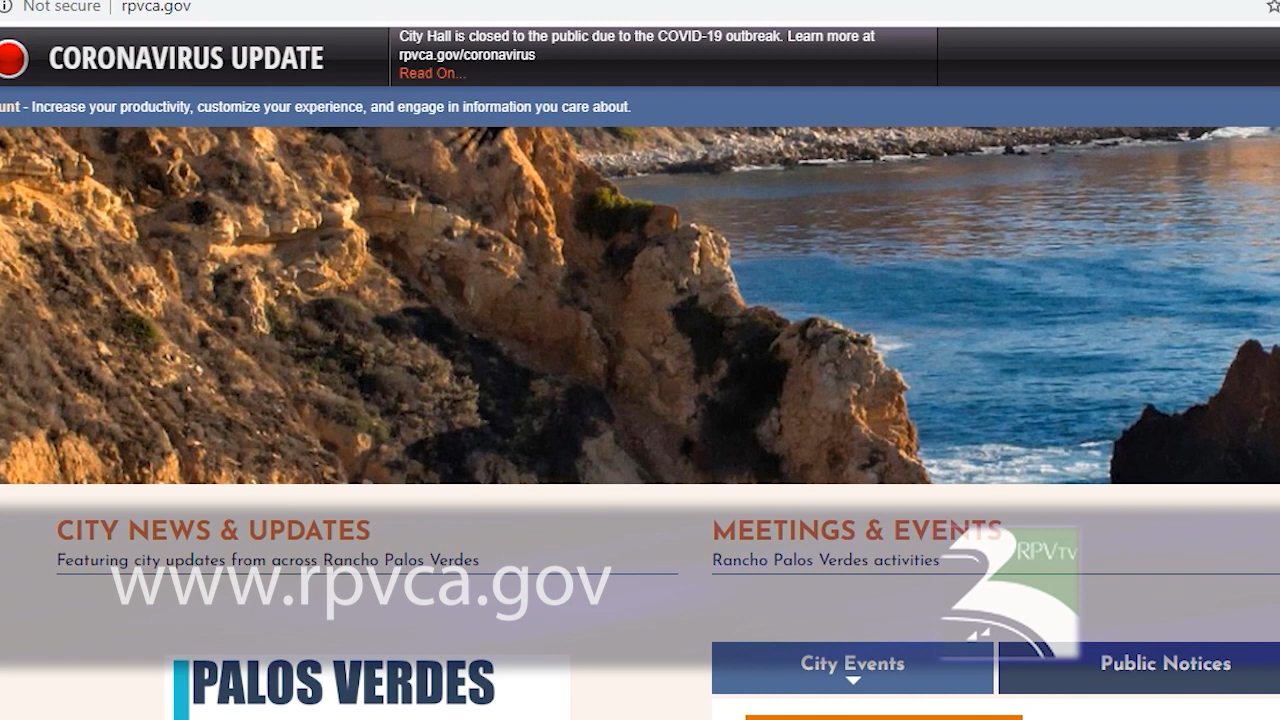 Not secure | rpvca.gov
CORONAVIRUS UPDATE
City Hall is closed to the public due to the COVID-19 outbreak. Learn more at
rpvca.gov/coronavirus
Read On...
unt - Increase your productivity, customize your experience, and engage in information you care about.
CITY NEWS & UPDATES
Featuring city updates from across Rancho Palos Verdes
MEETINGS & EVENTS
Rancho Palos Verdes activities
www.rpvca.gov
RPVTV
PALOS VERDES
City Events
Public Notices